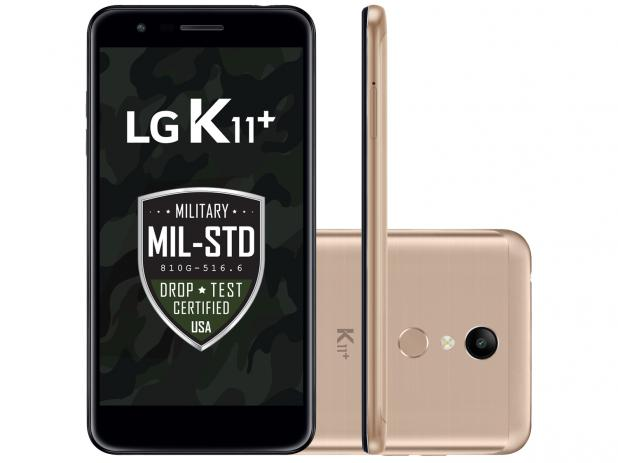 LG K11+
MILITARY
MIL-STD
810G-516.6
DROP ★ TEST
CERTIFIED
USA
K11+